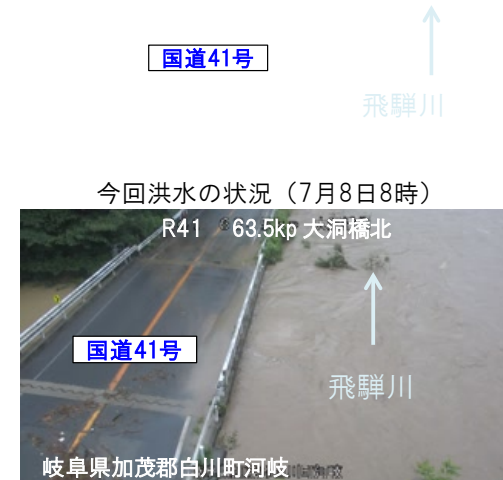 国道41号
飛騨川
今回洪水の状況（7月8日8時）
R41 63.5kp 大洞橋北
国道41号
飛騨川
岐阜県加茂郡白川町河岐